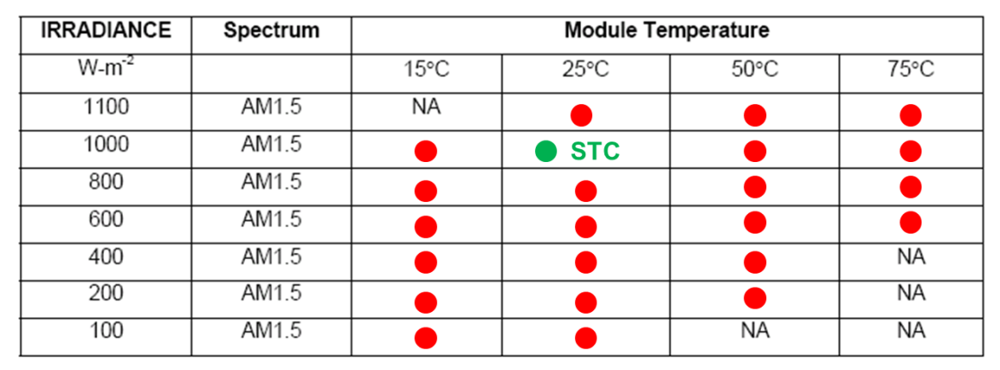 IRRADIANCE Spectrum Module Temperature
W-m⁻² 15°C 25°C 50°C 75°C
1100 AM1.5 NA
1000 AM1.5 STC
800 AM1.5
600 AM1.5
400 AM1.5 NA
200 AM1.5 NA
100 AM1.5 NA NA